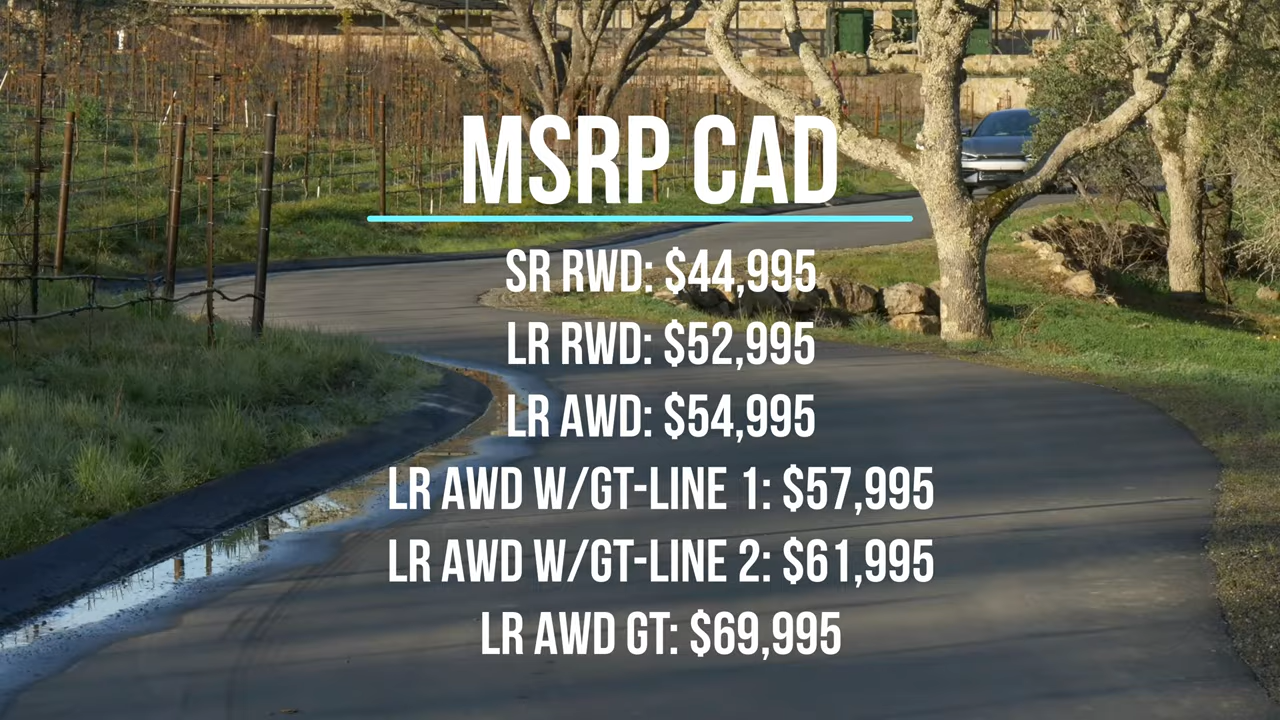 MSRP CAD
SR RWD: $44,995
LR RWD: $52,995
LR AWD: $54,995
LR AWD W/GT-LINE 1: $57,995
LR AWD W/GT-LINE 2: $61,995
LR AWD GT: $69,995